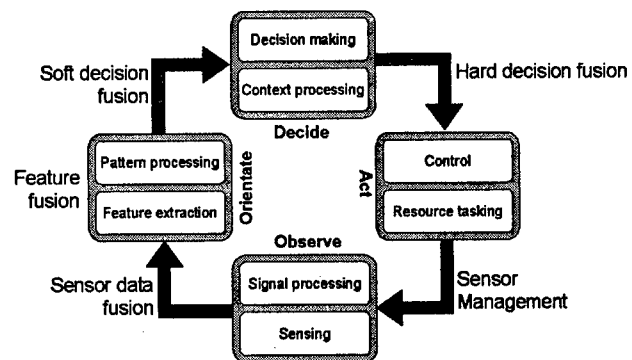 Decision making
Context processing
Decide
Soft decision
fusion
Hard decision fusion
Pattern processing
Feature extraction
Orientate
Feature
fusion
Control
Resource tasking
Act
Observe
Signal processing
Sensing
Sensor data
fusion
Sensor
Management